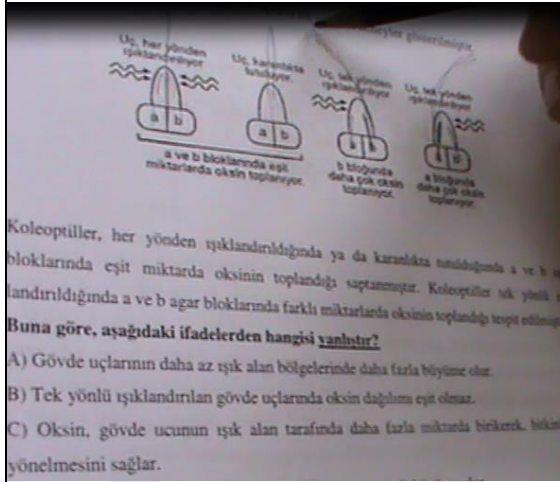 deneyler gösterilmiştir.
Uç, her yönden
ışıklandırılıyor
Uç, karanlıkta
tutuluyor.
Uç, tek yönden
ışıklandırılıyor
Uç, tek yönden
ışıklandırılıyor
a b
a b
a ve b bloklarında eşit
miktarlarda oksin toplanıyor.
b bloğunda
daha çok oksin
toplanıyor.
a bloğunda
daha çok oksin
toplanıyor.
Koleoptiller, her yönden ışıklandırıldığında ya da karanlıkta tutulduğunda a ve b
bloklarında eşit miktarda oksinin toplandığı saptanmıştır. Koleoptiller tek yönlü
landırıldığında a ve b agar bloklarında farklı miktarlarda oksinin toplandığı tespit edilmiştir.
Buna göre, aşağıdaki ifadelerden hangisi yanlıştır?
A) Gövde uçlarının daha az ışık alan bölgelerinde daha fazla büyüme olur.
B) Tek yönlü ışıklandırılan gövde uçlarında oksin dağılımı eşit olmaz.
C) Oksin, gövde ucunun ışık alan tarafında daha fazla miktarda birikerek,
yönelmesini sağlar.